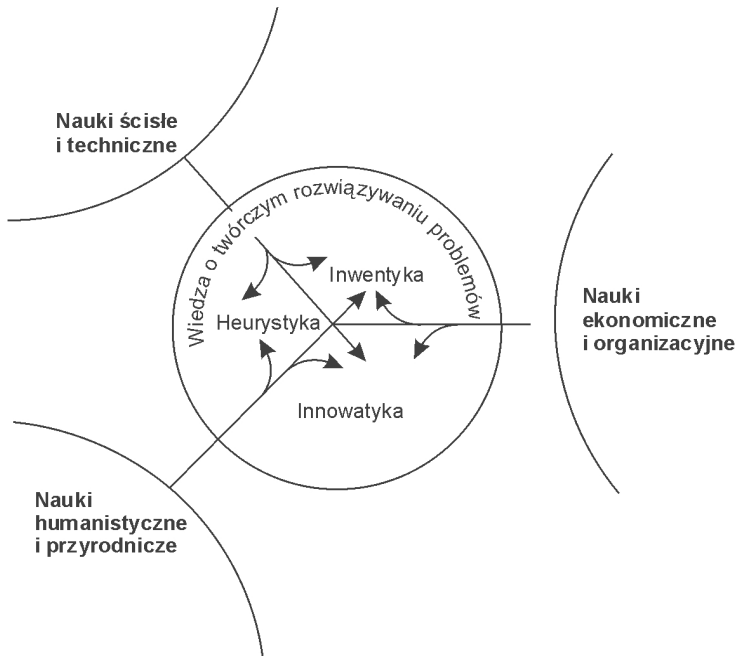 Nauki ścisłe
i techniczne
Wiedza o twórczym rozwiązywaniu problemów
Inwentyka
Heurystyka
Innowatyka
Nauki
ekonomiczne
i organizacyjne
Nauki
humanistyczne
i przyrodnicze